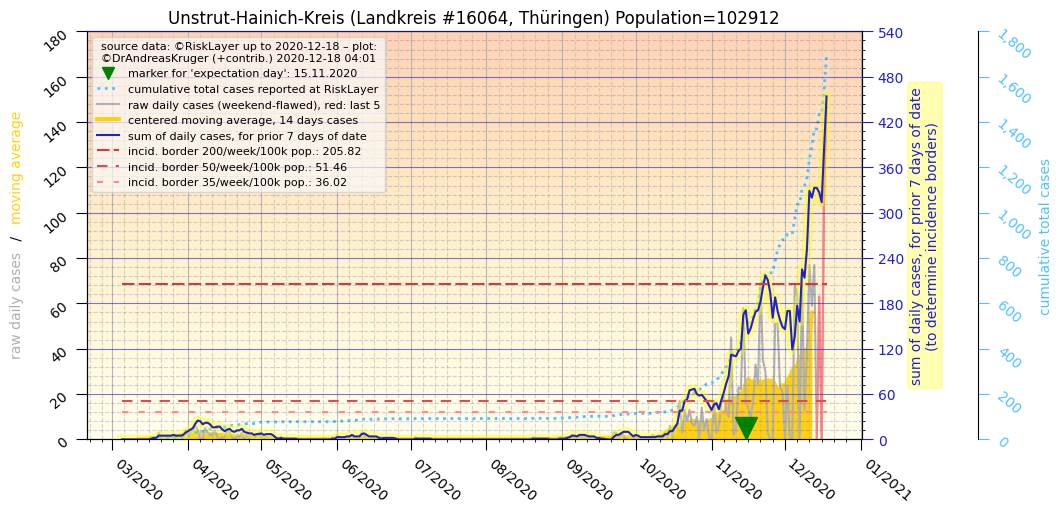 Unstrut-Hainich-Kreis (Landkreis #16064, Thüringen) Population=102912
source data: ©RiskLayer up to 2020-12-18 – plot:
©DrAndreasKruger (+contrib.) 2020-12-18 04:01
marker for 'expectation day': 15.11.2020
cumulative total cases reported at RiskLayer
raw daily cases (weekend-flawed), red: last 5
centered moving average, 14 days cases
sum of daily cases, for prior 7 days of date
incid. border 200/week/100k pop.: 205.82
incid. border 50/week/100k pop.: 51.46
incid. border 35/week/100k pop.: 36.02
raw daily cases / moving average
180
160
140
120
100
80
60
40
20
0
03/2020
04/2020
05/2020
06/2020
07/2020
08/2020
09/2020
10/2020
11/2020
12/2020
01/2021
540
480
420
360
300
240
180
120
60
0
sum of daily cases, for prior 7 days of date
(to determine incidence borders)
1,800
1,600
1,400
1,200
1,000
800
600
400
200
0
cumulative total cases